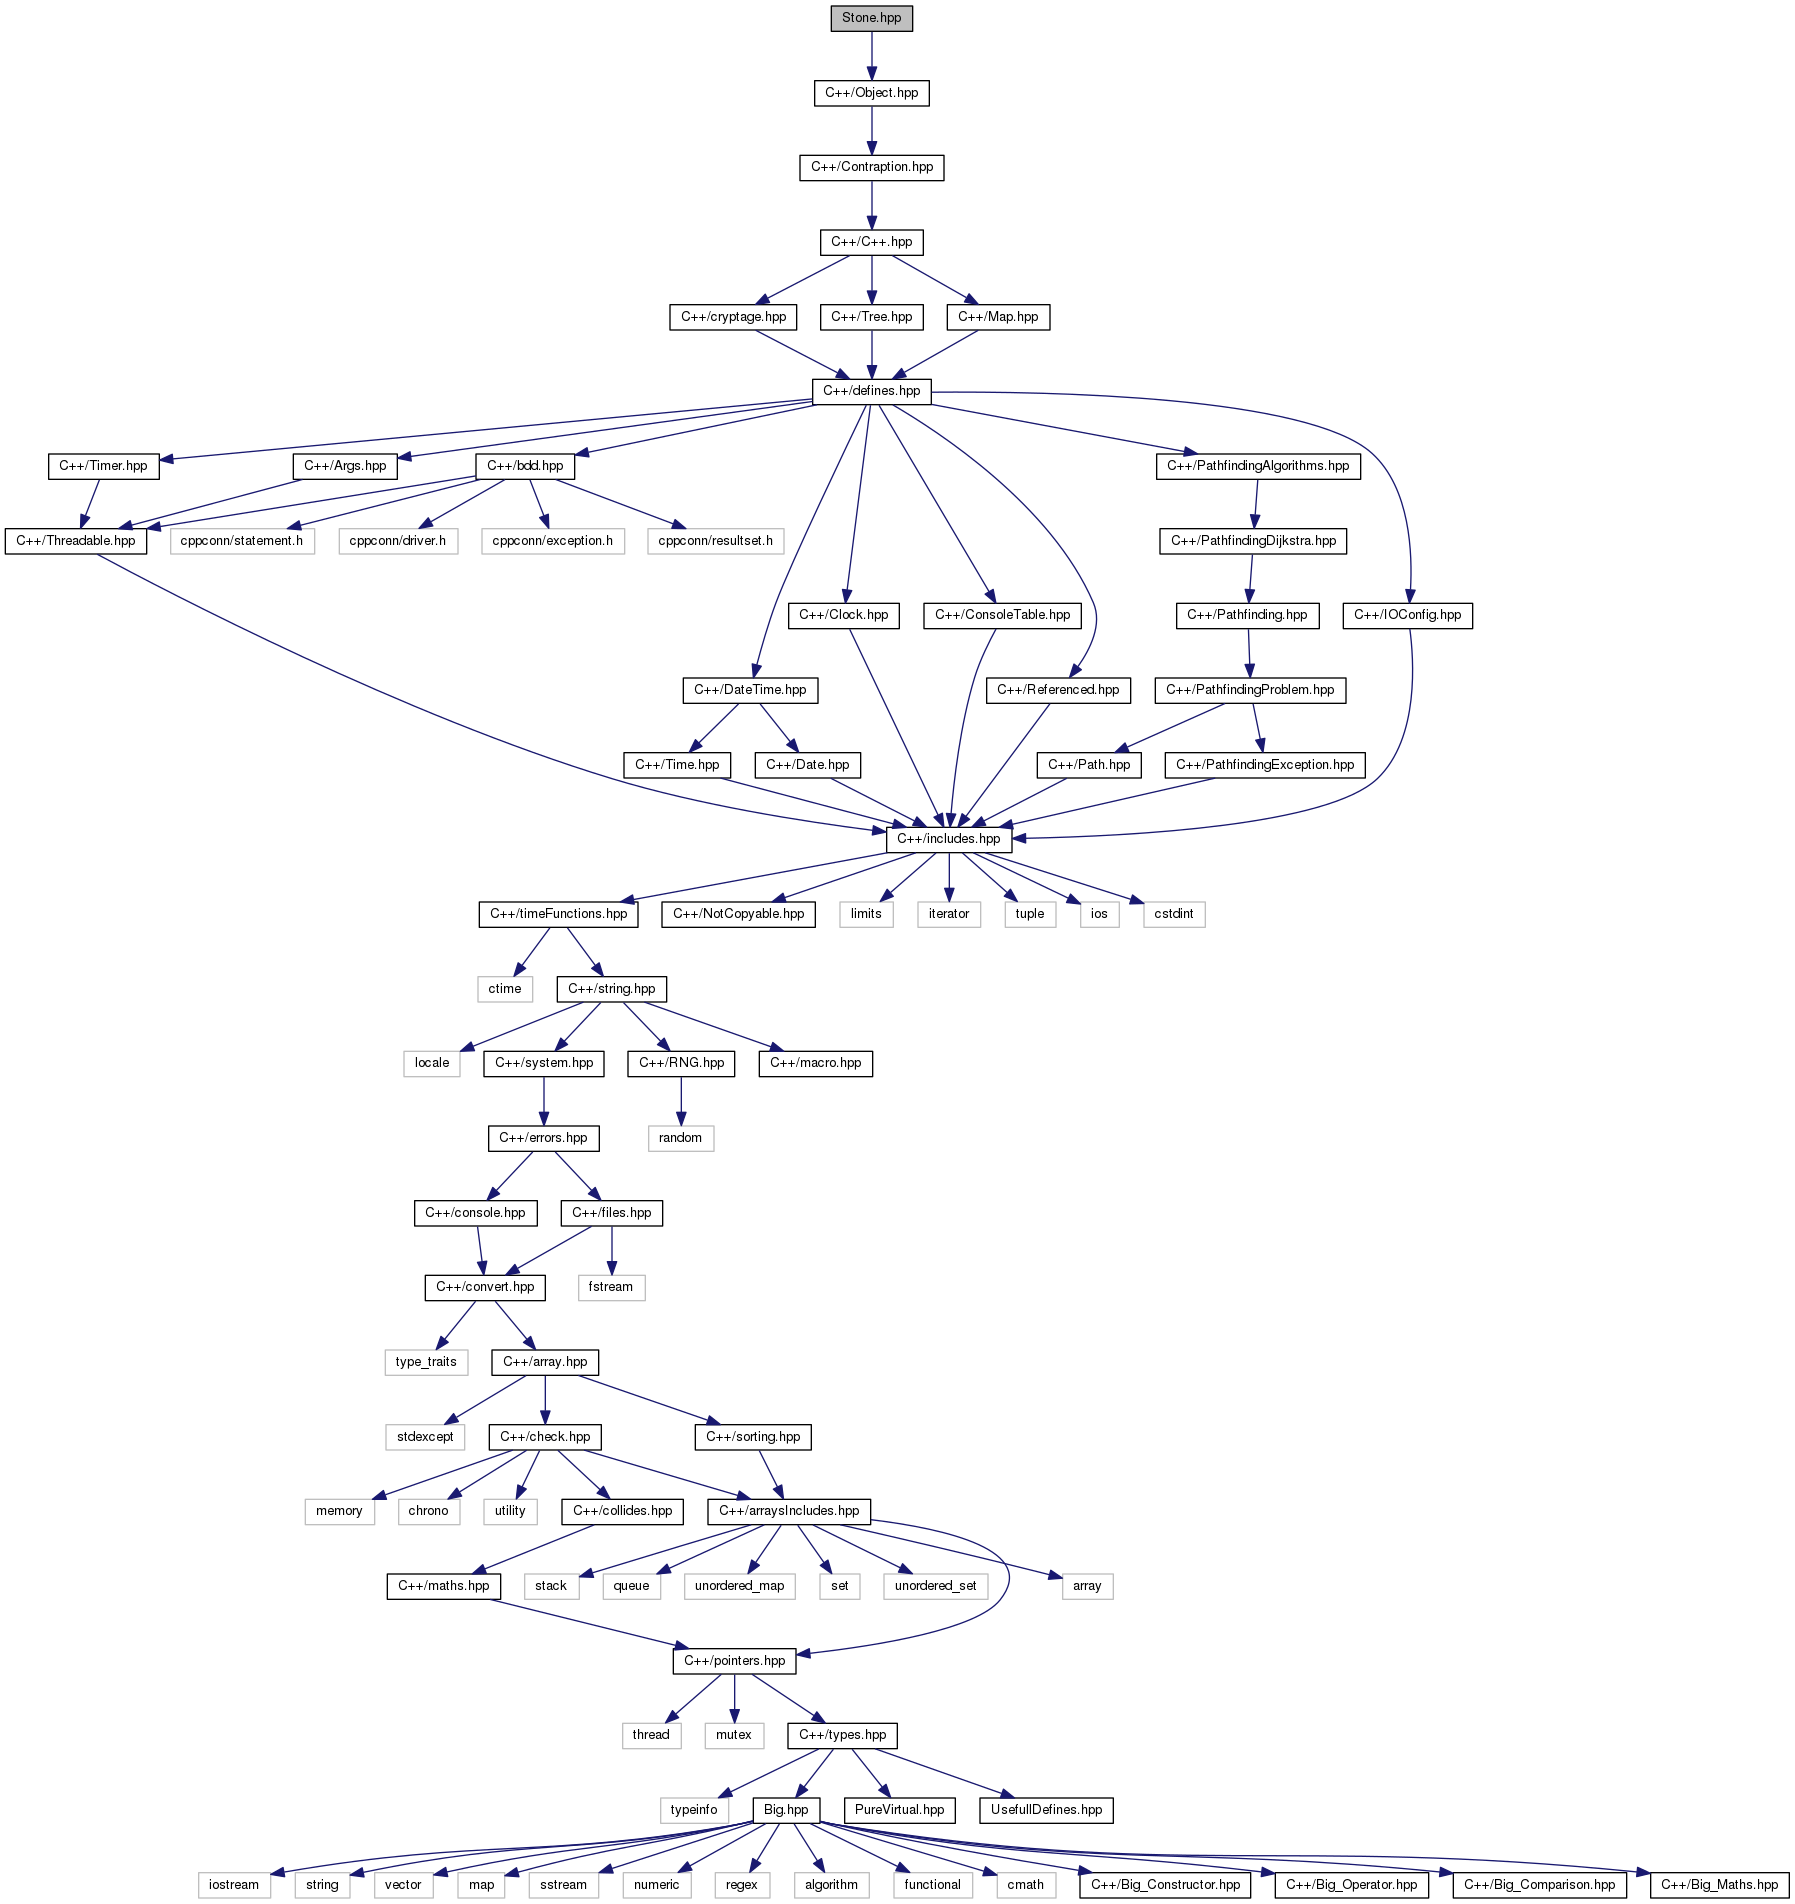 Stone.hpp
C++/Object.hpp
C++/Contraption.hpp
C++/C++.hpp
C++/cryptage.hpp
C++/Tree.hpp
C++/Map.hpp
C++/defines.hpp
C++/Timer.hpp
C++/Args.hpp
C++/bdd.hpp
C++/PathfindingAlgorithms.hpp
C++/Threadable.hpp
cppconn/statement.h
cppconn/driver.h
cppconn/exception.h
cppconn/resultset.h
C++/PathfindingDijkstra.hpp
C++/Clock.hpp
C++/ConsoleTable.hpp
C++/Pathfinding.hpp
C++/IOConfig.hpp
C++/DateTime.hpp
C++/Referenced.hpp
C++/PathfindingProblem.hpp
C++/Time.hpp
C++/Date.hpp
C++/Path.hpp
C++/PathfindingException.hpp
C++/includes.hpp
C++/timeFunctions.hpp
C++/NotCopyable.hpp
limits
iterator
tuple
ios
cstdint
ctime
C++/string.hpp
locale
C++/system.hpp
C++/RNG.hpp
C++/macro.hpp
C++/errors.hpp
random
C++/console.hpp
C++/files.hpp
C++/convert.hpp
fstream
type_traits
C++/array.hpp
stdexcept
C++/check.hpp
C++/sorting.hpp
memory
chrono
utility
C++/collides.hpp
C++/arraysIncludes.hpp
C++/maths.hpp
stack
queue
unordered_map
set
unordered_set
array
C++/pointers.hpp
thread
mutex
C++/types.hpp
typeinfo
Big.hpp
PureVirtual.hpp
UsefullDefines.hpp
iostream
string
vector
map
sstream
numeric
regex
algorithm
functional
cmath
C++/Big_Constructor.hpp
C++/Big_Operator.hpp
C++/Big_Comparison.hpp
C++/Big_Maths.hpp